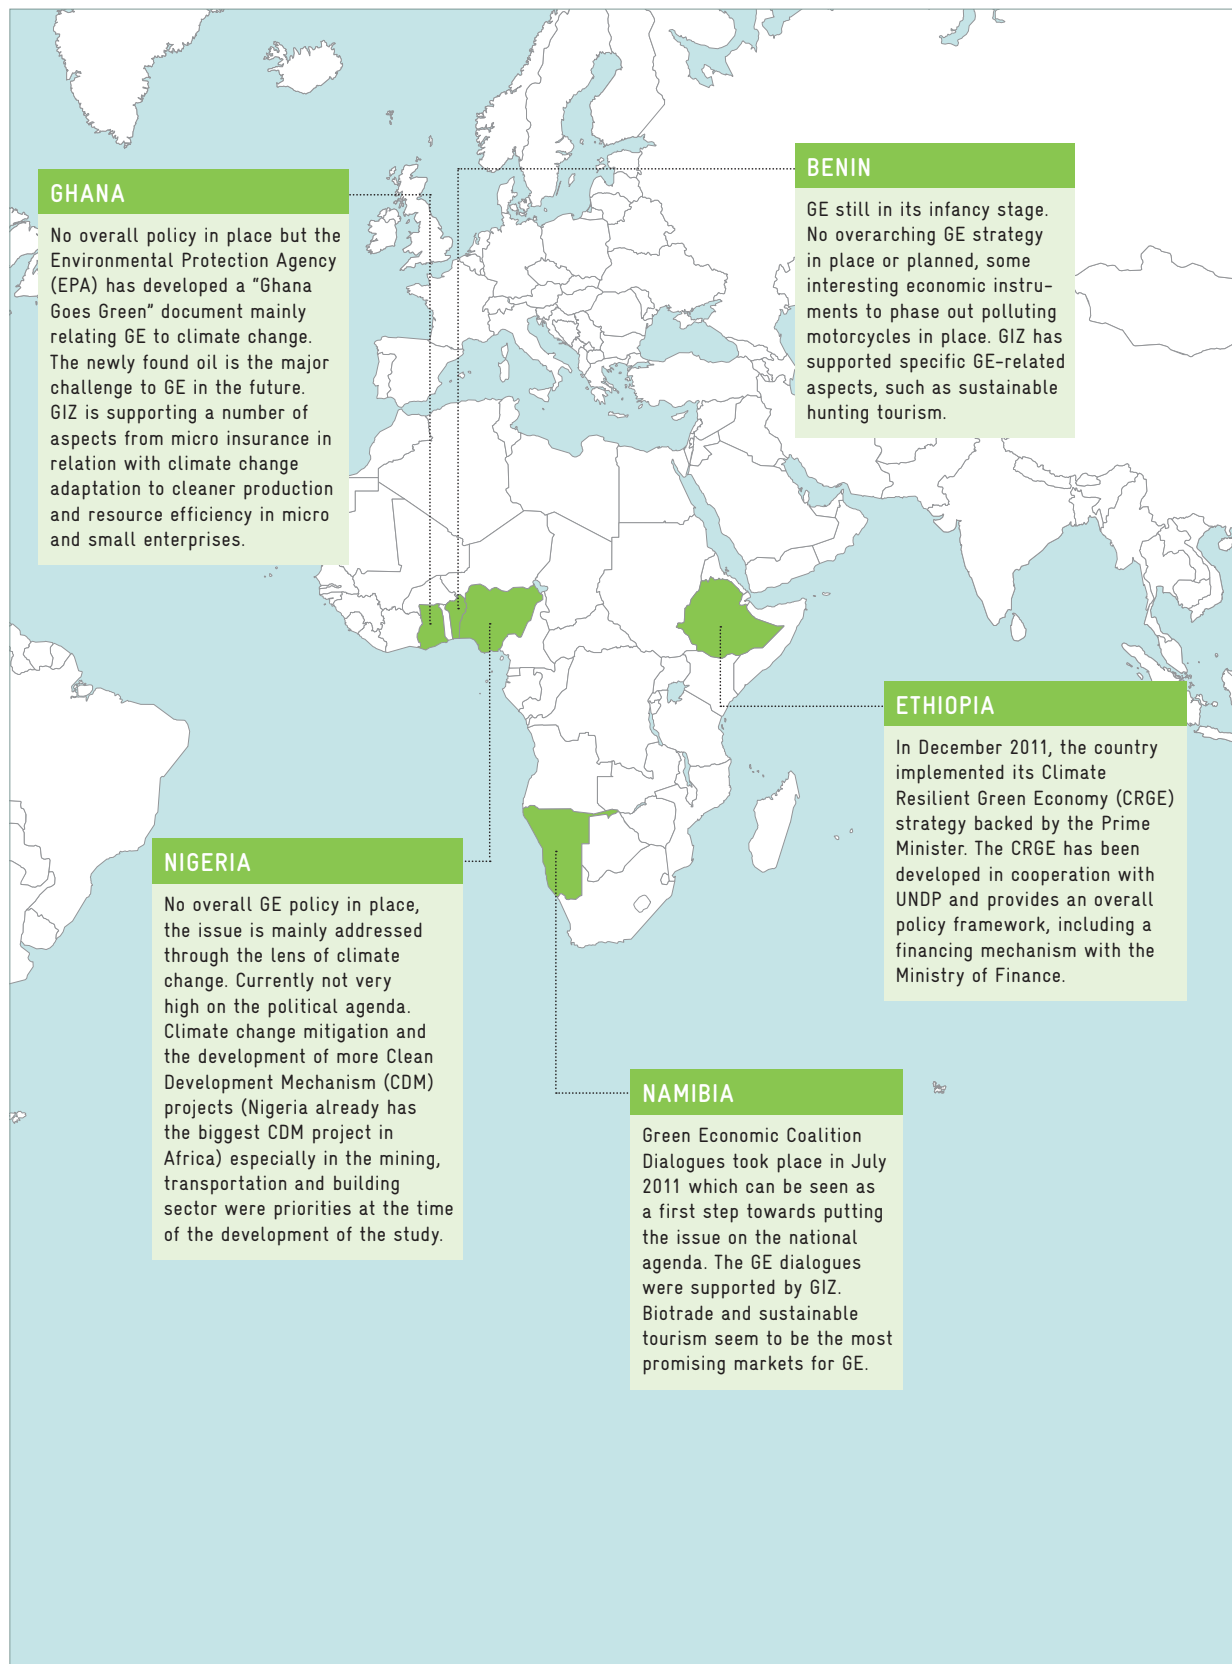 GHANA
No overall policy in place but the
Environmental Protection Agency
(EPA) has developed a “Ghana
Goes Green” document mainly
relating GE to climate change.
The newly found oil is the major
challenge to GE in the future.
GIZ is supporting a number of
aspects from micro insurance in
relation with climate change
adaptation to cleaner production
and resource efficiency in micro
and small enterprises.
BENIN
GE still in its infancy stage.
No overarching GE strategy
in place or planned, some
interesting economic instru-
ments to phase out polluting
motorcycles in place. GIZ has
supported specific GE-related
aspects, such as sustainable
hunting tourism.
ETHIOPIA
In December 2011, the country
implemented its Climate
Resilient Green Economy (CRGE)
strategy backed by the Prime
Minister. The CRGE has been
developed in cooperation with
UNDP and provides an overall
policy framework, including a
financing mechanism with the
Ministry of Finance.
NIGERIA
No overall GE policy in place,
the issue is mainly addressed
through the lens of climate
change. Currently not very
high on the political agenda.
Climate change mitigation and
the development of more Clean
Development Mechanism (CDM)
projects (Nigeria already has
the biggest CDM project in
Africa) especially in the mining,
transportation and building
sector were priorities at the time
of the development of the study.
NAMIBIA
Green Economic Coalition
Dialogues took place in July
2011 which can be seen as
a first step towards putting
the issue on the national
agenda. The GE dialogues
were supported by GIZ.
Biotrade and sustainable
tourism seem to be the most
promising markets for GE.